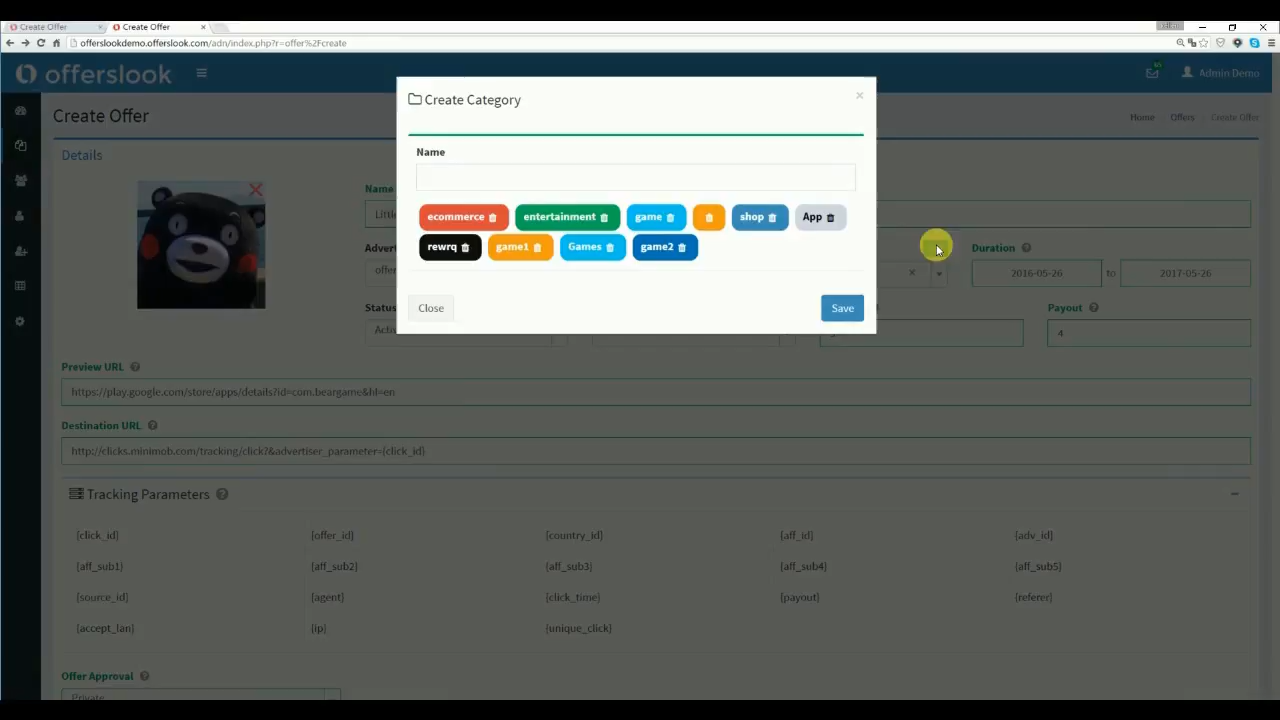 Create Offer
Create Offer
offerslookdemo.offerslook.com/adn/index.php?r=offer%2Fcreate
offerslook
Admin Demo
Create Offer
Home
Offers
Create Offer
Details
Create Category
×
Name
ecommerce
entertainment
game
shop
App
rewrq
game1
Games
game2
Close
Save
Name
Duration
2016-05-26
to
2017-05-26
Status
Payout
4
Preview URL
https://play.google.com/store/apps/details?id=com.beargame&hl=en
Destination URL
http://clicks.minimob.com/tracking/click?&advertiser_parameter={click_id}
Tracking Parameters
{click_id}
{offer_id}
{country_id}
{aff_id}
{adv_id}
{aff_sub1}
{aff_sub2}
{aff_sub3}
{aff_sub4}
{aff_sub5}
{source_id}
{agent}
{click_time}
{payout}
{referer}
{accept_lan}
{ip}
{unique_click}
Offer Approval
Private